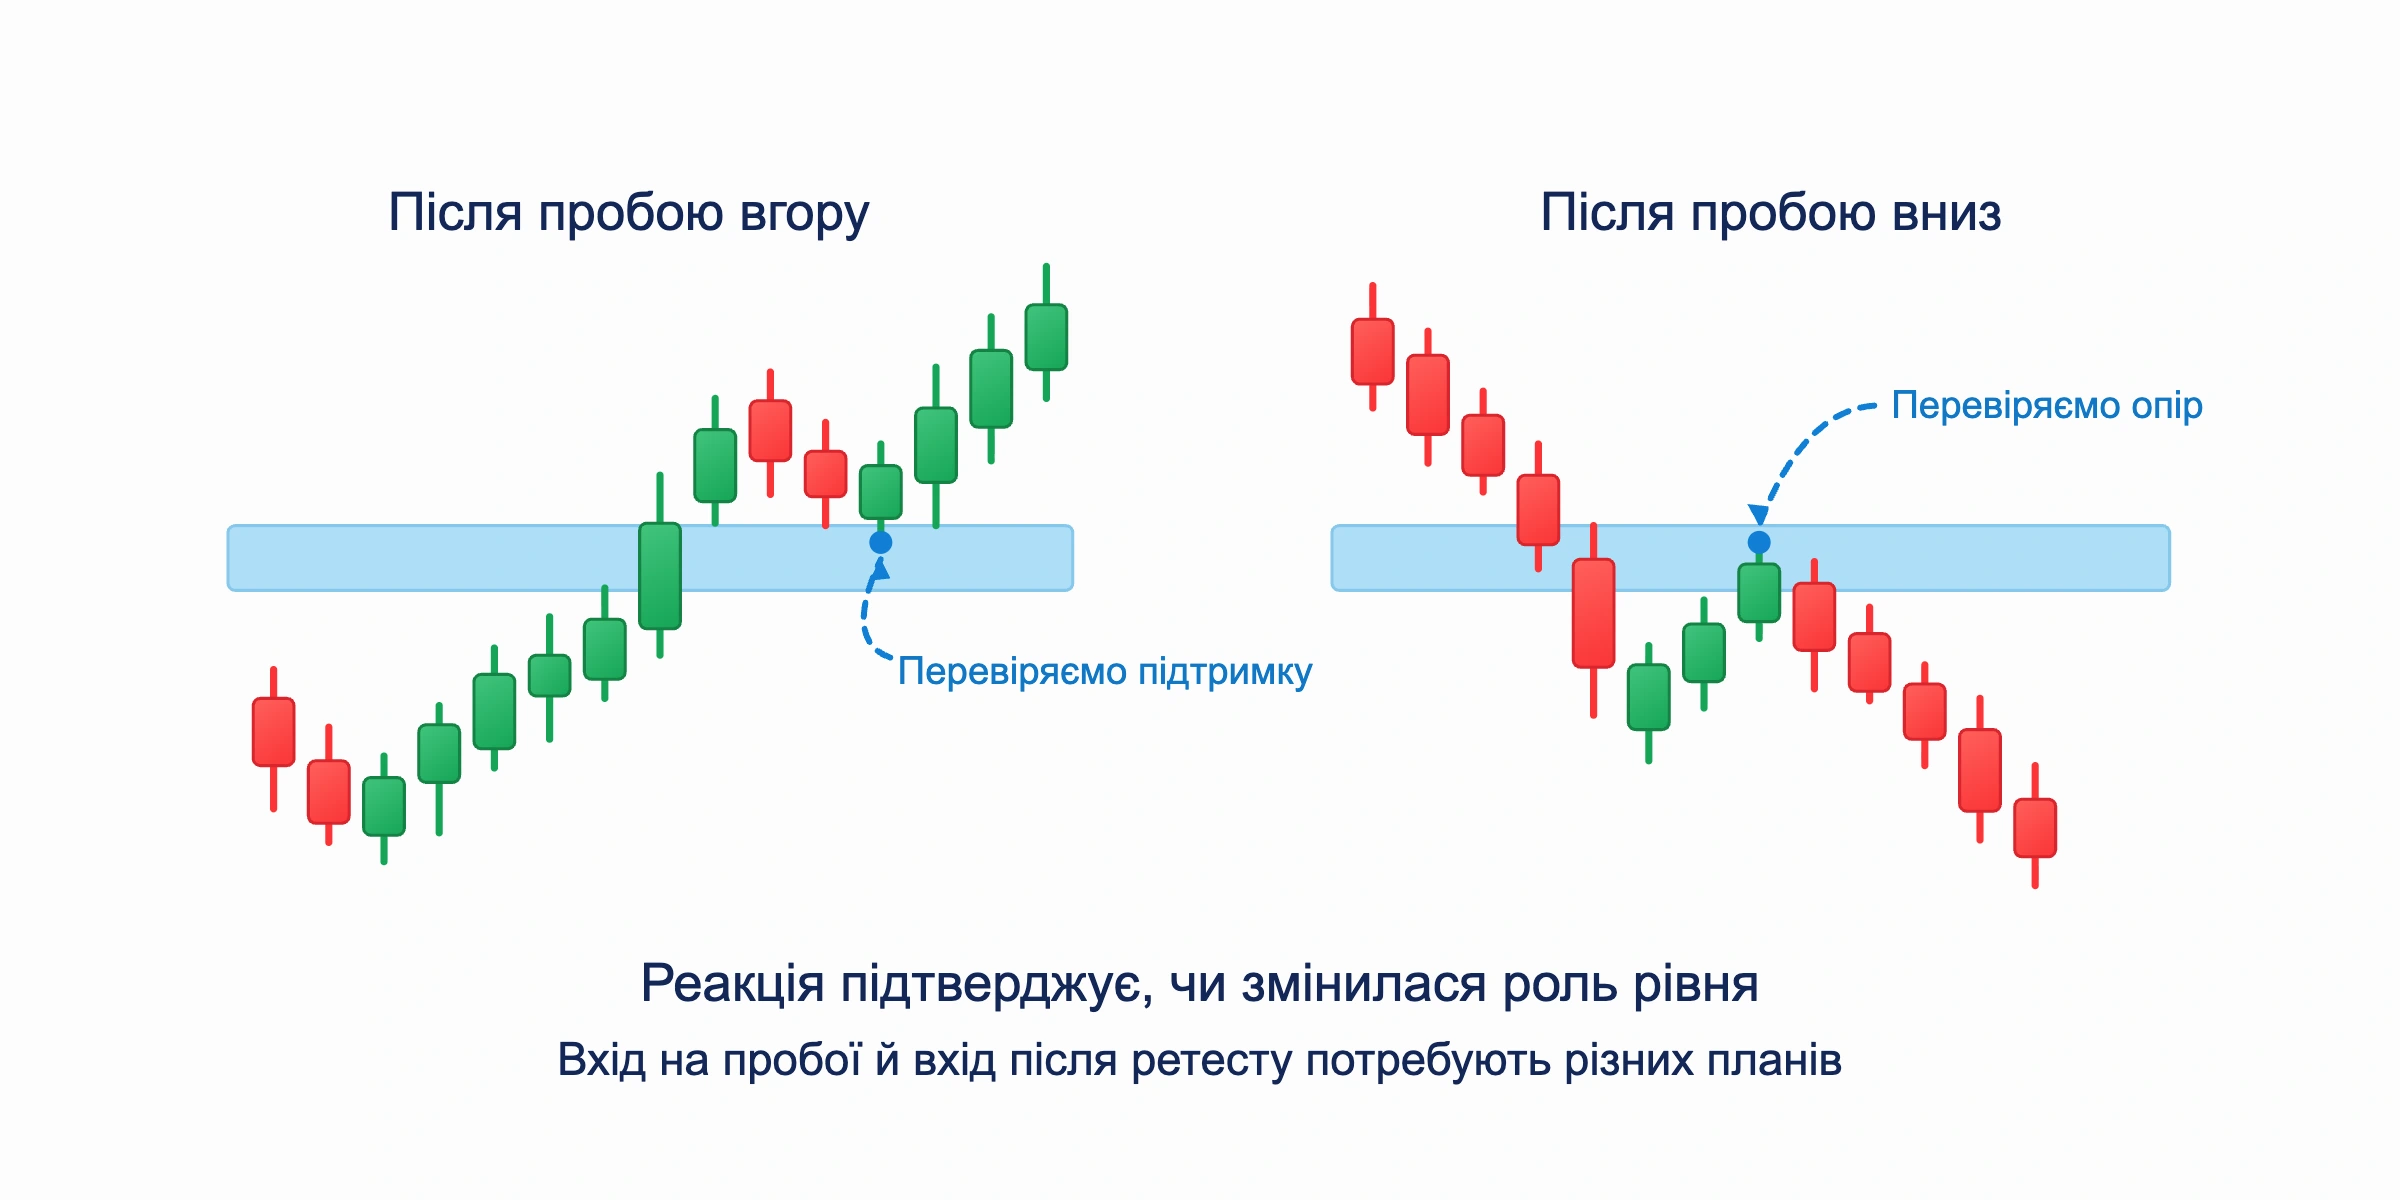 Після пробою вгору
Після пробою вниз
Перевіряємо опір
Перевіряємо підтримку
Реакція підтверджує, чи змінилася роль рівня
Вхід на пробої й вхід після ретесту потребують різних планів